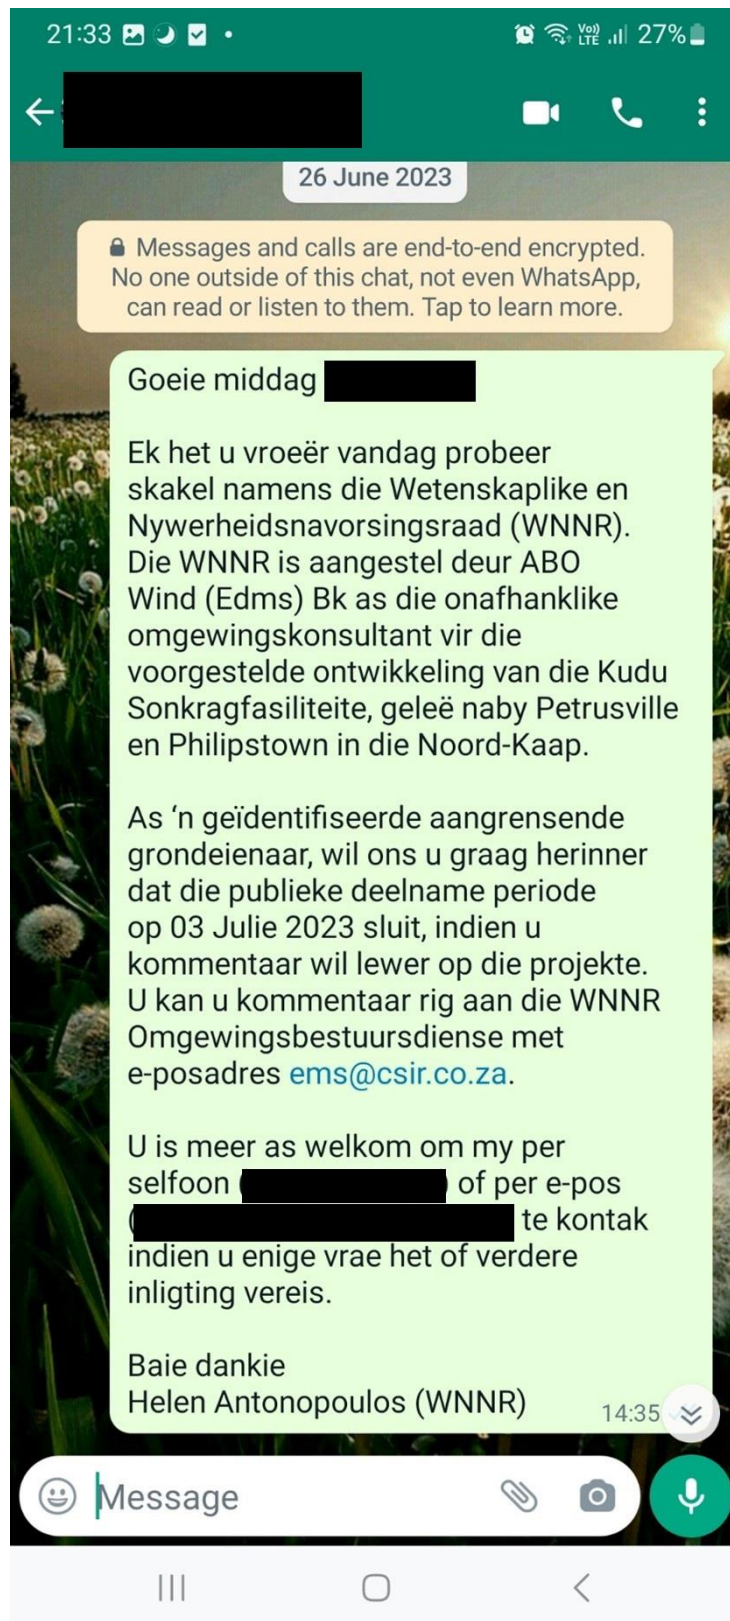 21:33
Vo))
LTE
27%
26 June 2023
Messages and calls are end-to-end encrypted.
No one outside of this chat, not even WhatsApp,
can read or listen to them. Tap to learn more.
Goeie middag
Ek het u vroeër vandag probeer
skakel namens die Wetenskaplike en
Nywerheidsnavorsingsraad (WNNR).
Die WNNR is aangestel deur ABO
Wind (Edms) Bk as die onafhanklike
omgewingskonsultant vir die
voorgestelde ontwikkeling van die Kudu
Sonkragfasiliteite, geleë naby Petrusville
en Philipstown in die Noord-Kaap.
As ‘n geïdentifiseerde aangrensende
grondeienaar, wil ons u graag herinner
dat die publieke deelname periode
op 03 Julie 2023 sluit, indien u
kommentaar wil lewer op die projekte.
U kan u kommentaar rig aan die WNNR
Omgewingsbestuursdienste met
e-posadres ems@csir.co.za.
U is meer as welkom om my per
selfoon ( ) of per e-pos
( te kontak
indien u enige vrae het of verdere
inligting vereis.
Baie dankie
Helen Antonopoulos (WNNR)
14:35
Message